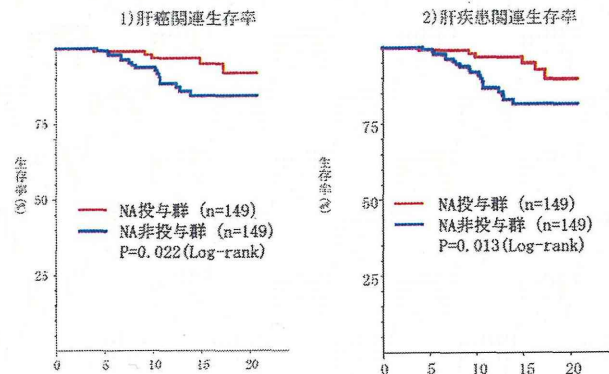 1)肝癌関連生存率
75
50
25
生存率(%)
NA投与群 (n=149)
NA非投与群 (n=149)
P=0.022(Log-rank)
0 5 10 15 20
2)肝疾患関連生存率
75
50
25
生存率(%)
NA投与群 (n=149)
NA非投与群 (n=149)
P=0.013(Log-rank)
0 5 10 15 20